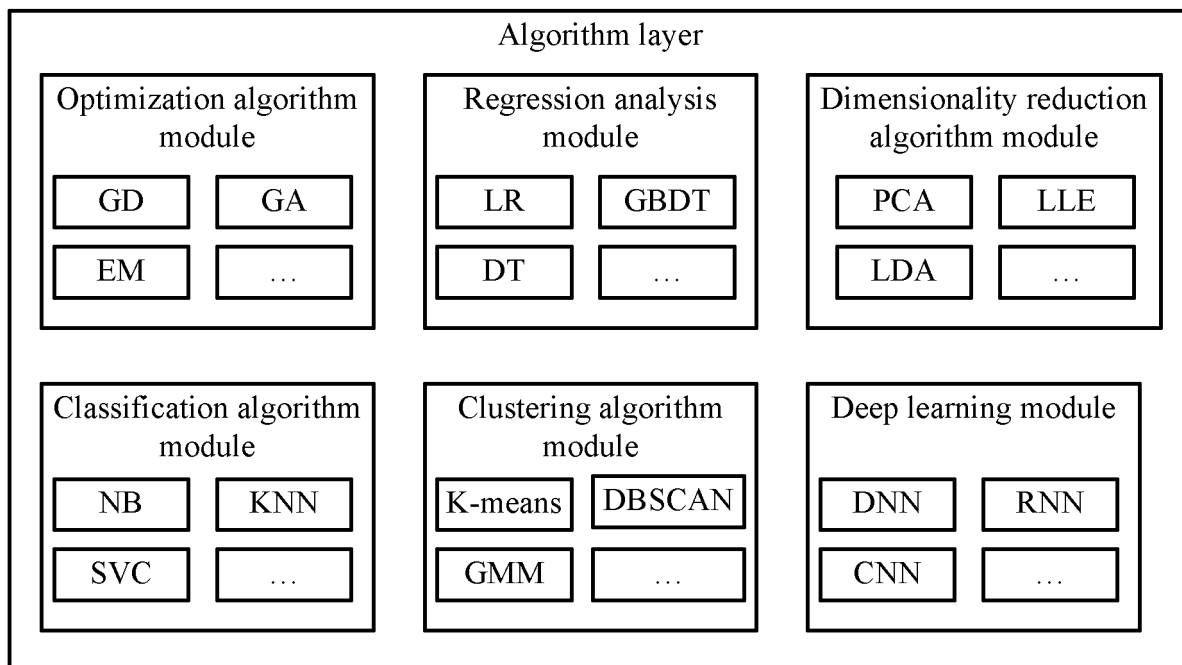 Algorithm layer
Optimization algorithm
module
GD
GA
EM
…
Regression analysis
module
LR
GBDT
DT
…
Dimensionality reduction
algorithm module
PCA
LLE
LDA
…
Classification algorithm
module
NB
KNN
SVC
…
Clustering algorithm
module
K-means
DBSCAN
GMM
…
Deep learning module
DNN
RNN
CNN
…